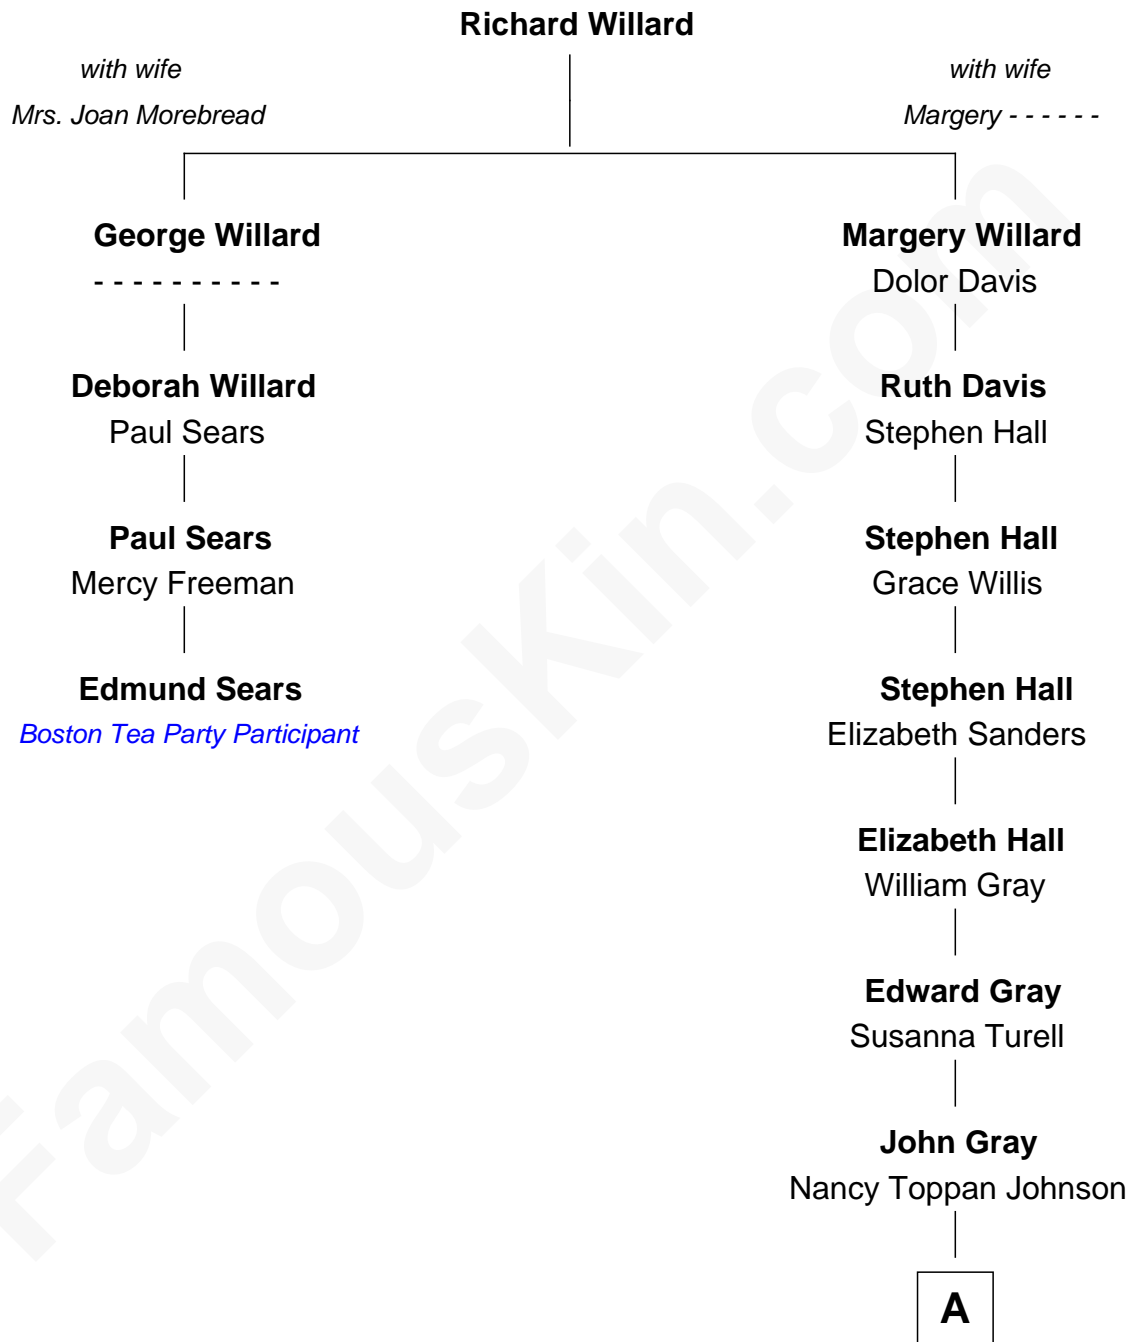 Richard Willard
with wife
Mrs. Joan Morebread
with wife
Margery - - - - - -
George Willard
- - - - - - - - - -
Margery Willard
Dolor Davis
Deborah Willard
Paul Sears
Ruth Davis
Stephen Hall
Paul Sears
Mercy Freeman
Stephen Hall
Grace Willis
Edmund Sears
Boston Tea Party Participant
Stephen Hall
Elizabeth Sanders
Elizabeth Hall
William Gray
Edward Gray
Susanna Turell
John Gray
Nancy Toppan Johnson
A
FamousKin.com